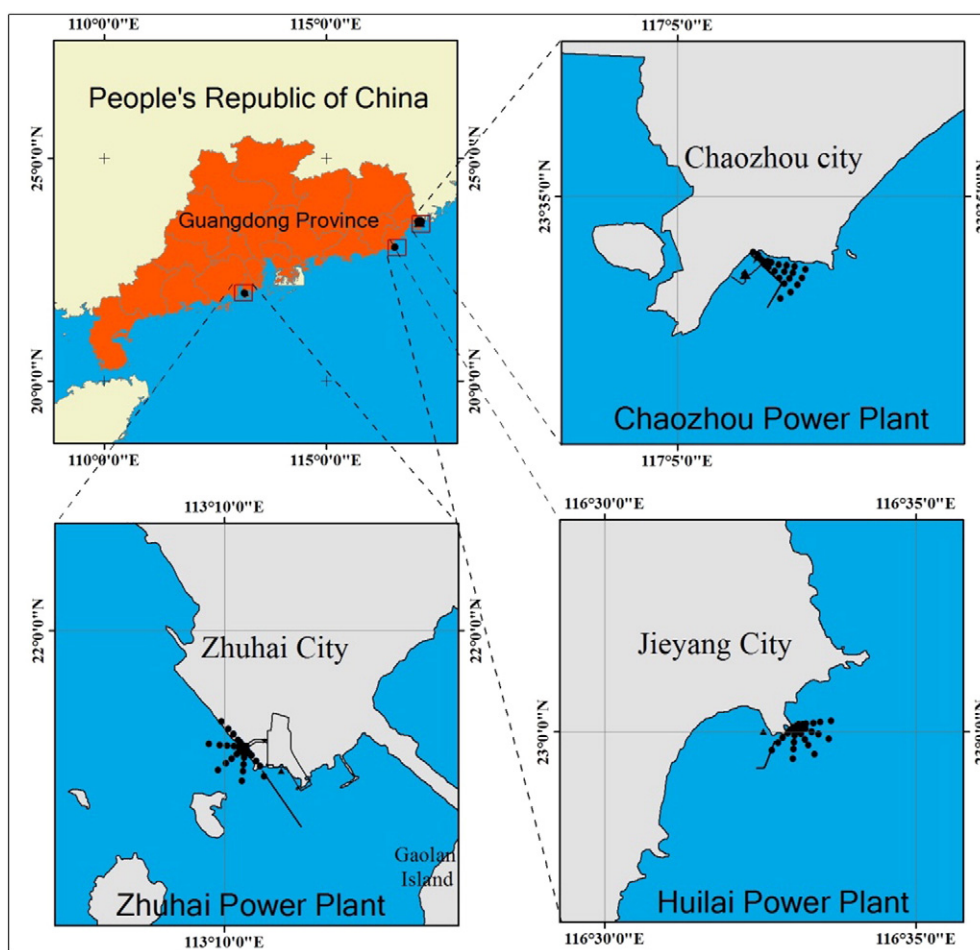 110°0'0"E
115°0'0"E
25°0'0"N
People's Republic of China
Guangdong Province
25°0'0"N
20°0'0"N
20°0'0"N
110°0'0"E
115°0'0"E
117°5'0"E
23°35'0"N
Chaozhou city
Chaozhou Power Plant
117°5'0"E
113°10'0"E
22°0'0"N
Zhuhai City
22°0'0"N
Gaolan
Island
Zhuhai Power Plant
113°10'0"E
116°30'0"E
116°35'0"E
23°0'0"N
Jieyang City
23°0'0"N
Huilai Power Plant
116°30'0"E
116°35'0"E